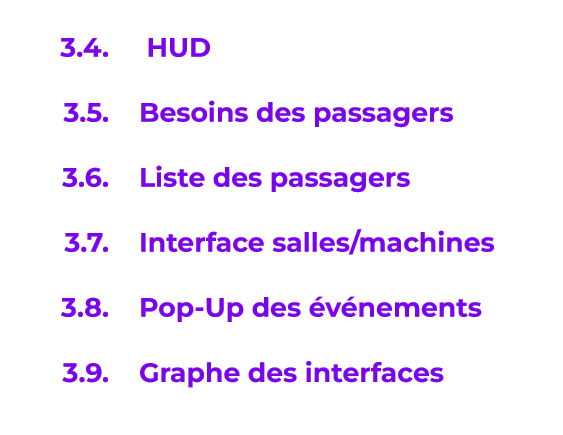 3.4. HUD
3.5. Besoins des passagers
3.6. Liste des passagers
3.7. Interface salles/machines
3.8. Pop-Up des événements
3.9. Graphe des interfaces